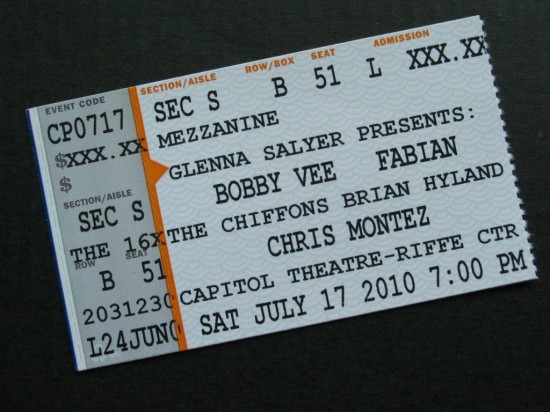 EVENT CODE
CP0717
$XXX.XX
$
SECTION/AISLE
SEC S
THE 16X
ROW SEAT
B 51
2031230
L24JUN
SECTION/AISLE ROW/BOX SEAT ADMISSION
SEC S B 51 L XXX.XX
MEZZANINE
GLENNA SALYER PRESENTS:
BOBBY VEE FABIAN
THE CHIFFONS BRIAN HYLAND
CHRIS MONTEZ
CAPITOL THEATRE-RIFFE CTR
SAT JULY 17 2010 7:00 PM